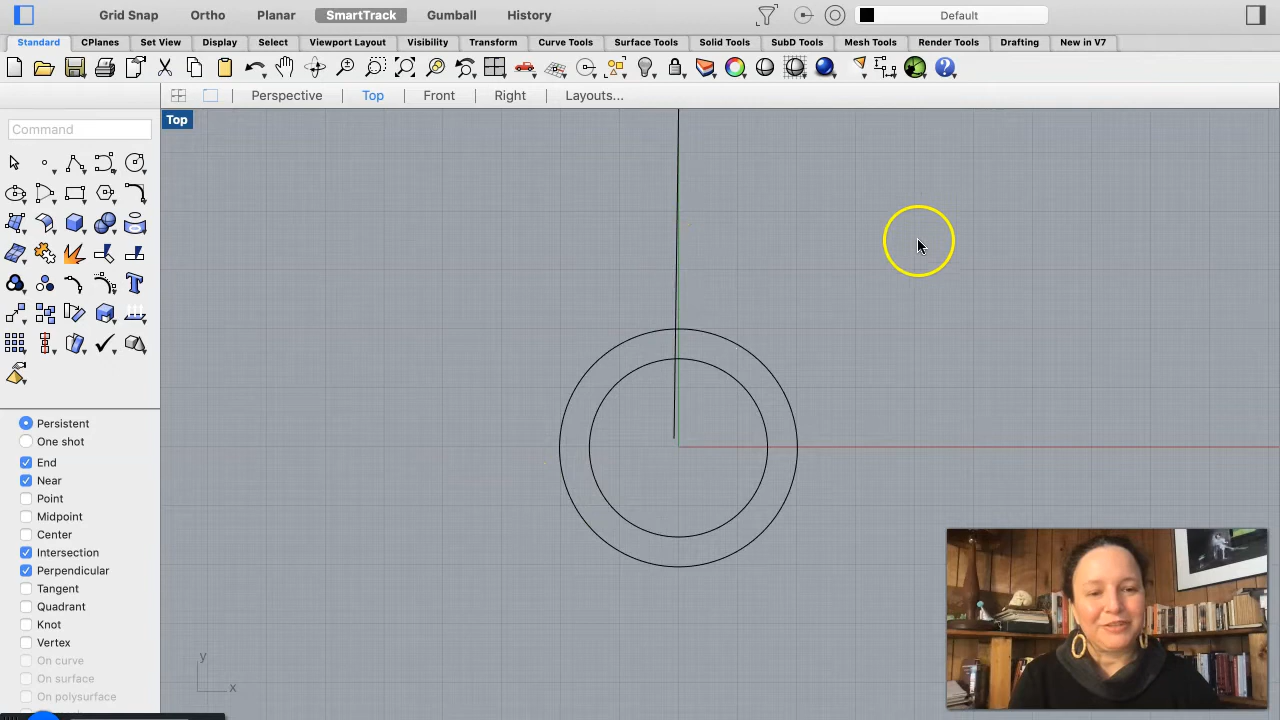 Grid Snap Ortho Planar SmartTrack Gumball History Default
Standard CPlanes Set View Display Select Viewport Layout Visibility Transform Curve Tools Surface Tools Solid Tools SubD Tools Mesh Tools Render Tools Drafting New in V7
Perspective Top Front Right Layouts...
Top
Command
Persistent
One shot
End
Near
Point
Midpoint
Center
Intersection
Perpendicular
Tangent
Quadrant
Knot
Vertex
On curve
On surface
On polysurface
y
x